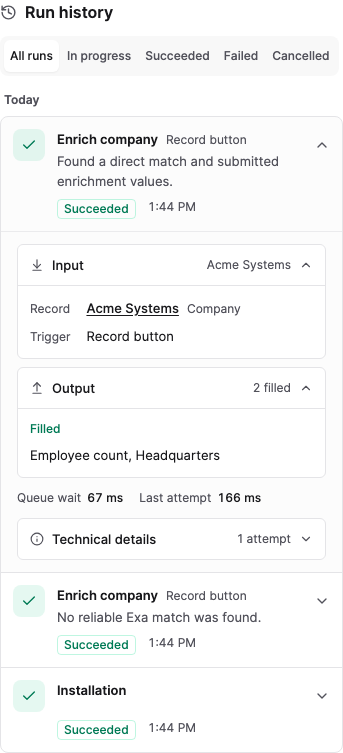 Run history
All runs In progress Succeeded Failed Cancelled
Today
Enrich company Record button
Found a direct match and submitted
enrichment values.
Succeeded 1:44 PM
Input Acme Systems
Record Acme Systems Company
Trigger Record button
Output 2 filled
Filled
Employee count, Headquarters
Queue wait 67 ms Last attempt 166 ms
Technical details 1 attempt
Enrich company Record button
No reliable Exa match was found.
Succeeded 1:44 PM
Installation
Succeeded 1:44 PM